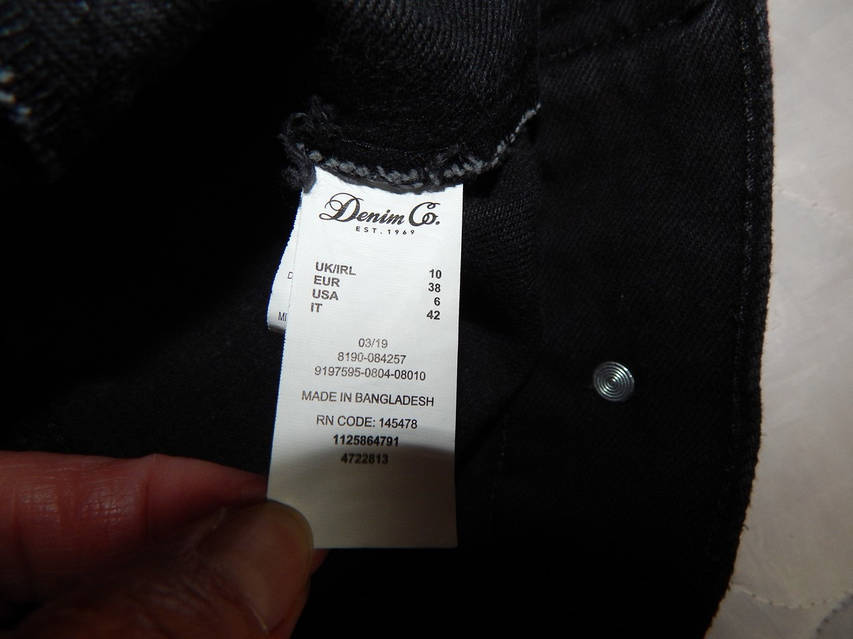 Denim Co.
EST. 1969
UK/IRL 10
EUR 38
USA 6
IT 42
03/19
8190-084257
9197595-0804-08010
MADE IN BANGLADESH
RN CODE: 145478
1125864791
4722813